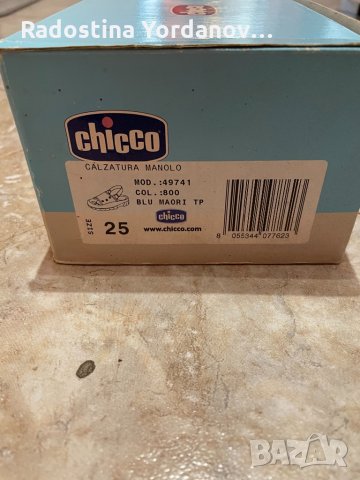 Radostina Yordanov...
chicco
CALZATURA MANOLO
MOD.:49741
COL.:800
BLU MAORI TP
SIZE 25
chicco
www.chicco.com
8 055344 077623
BAZAR